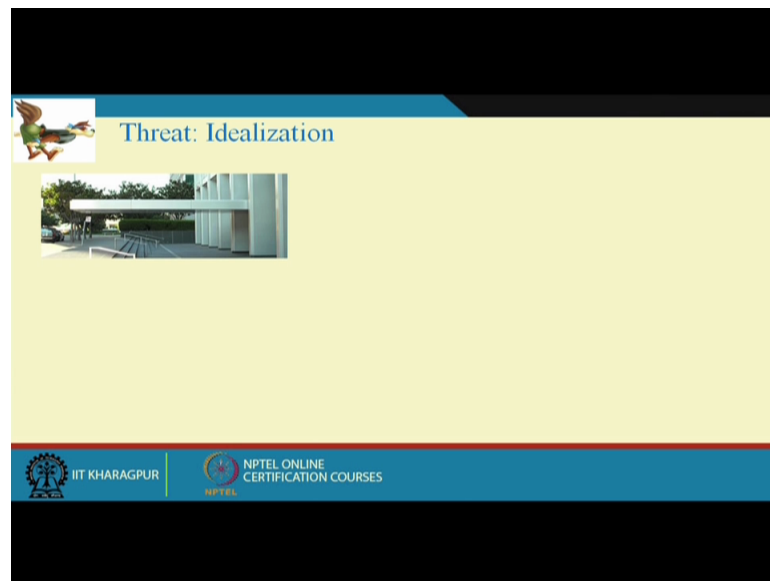 Threat: Idealization
IIT KHARAGPUR
NPTEL
NPTEL ONLINE
CERTIFICATION COURSES